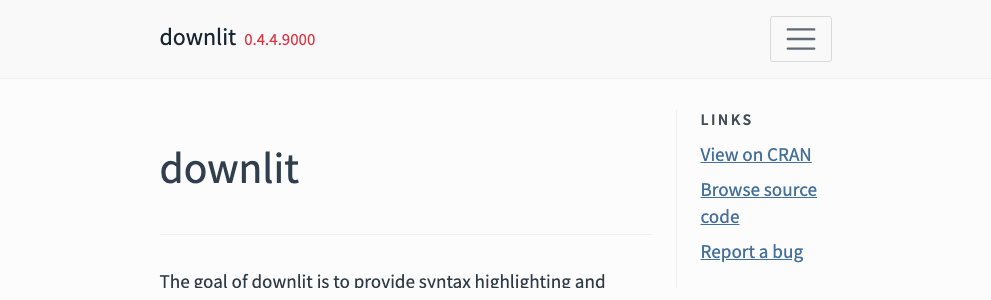 downlit 0.4.4.9000
downlit
The goal of downlit is to provide syntax highlighting and
LINKS
View on CRAN
Browse source
code
Report a bug